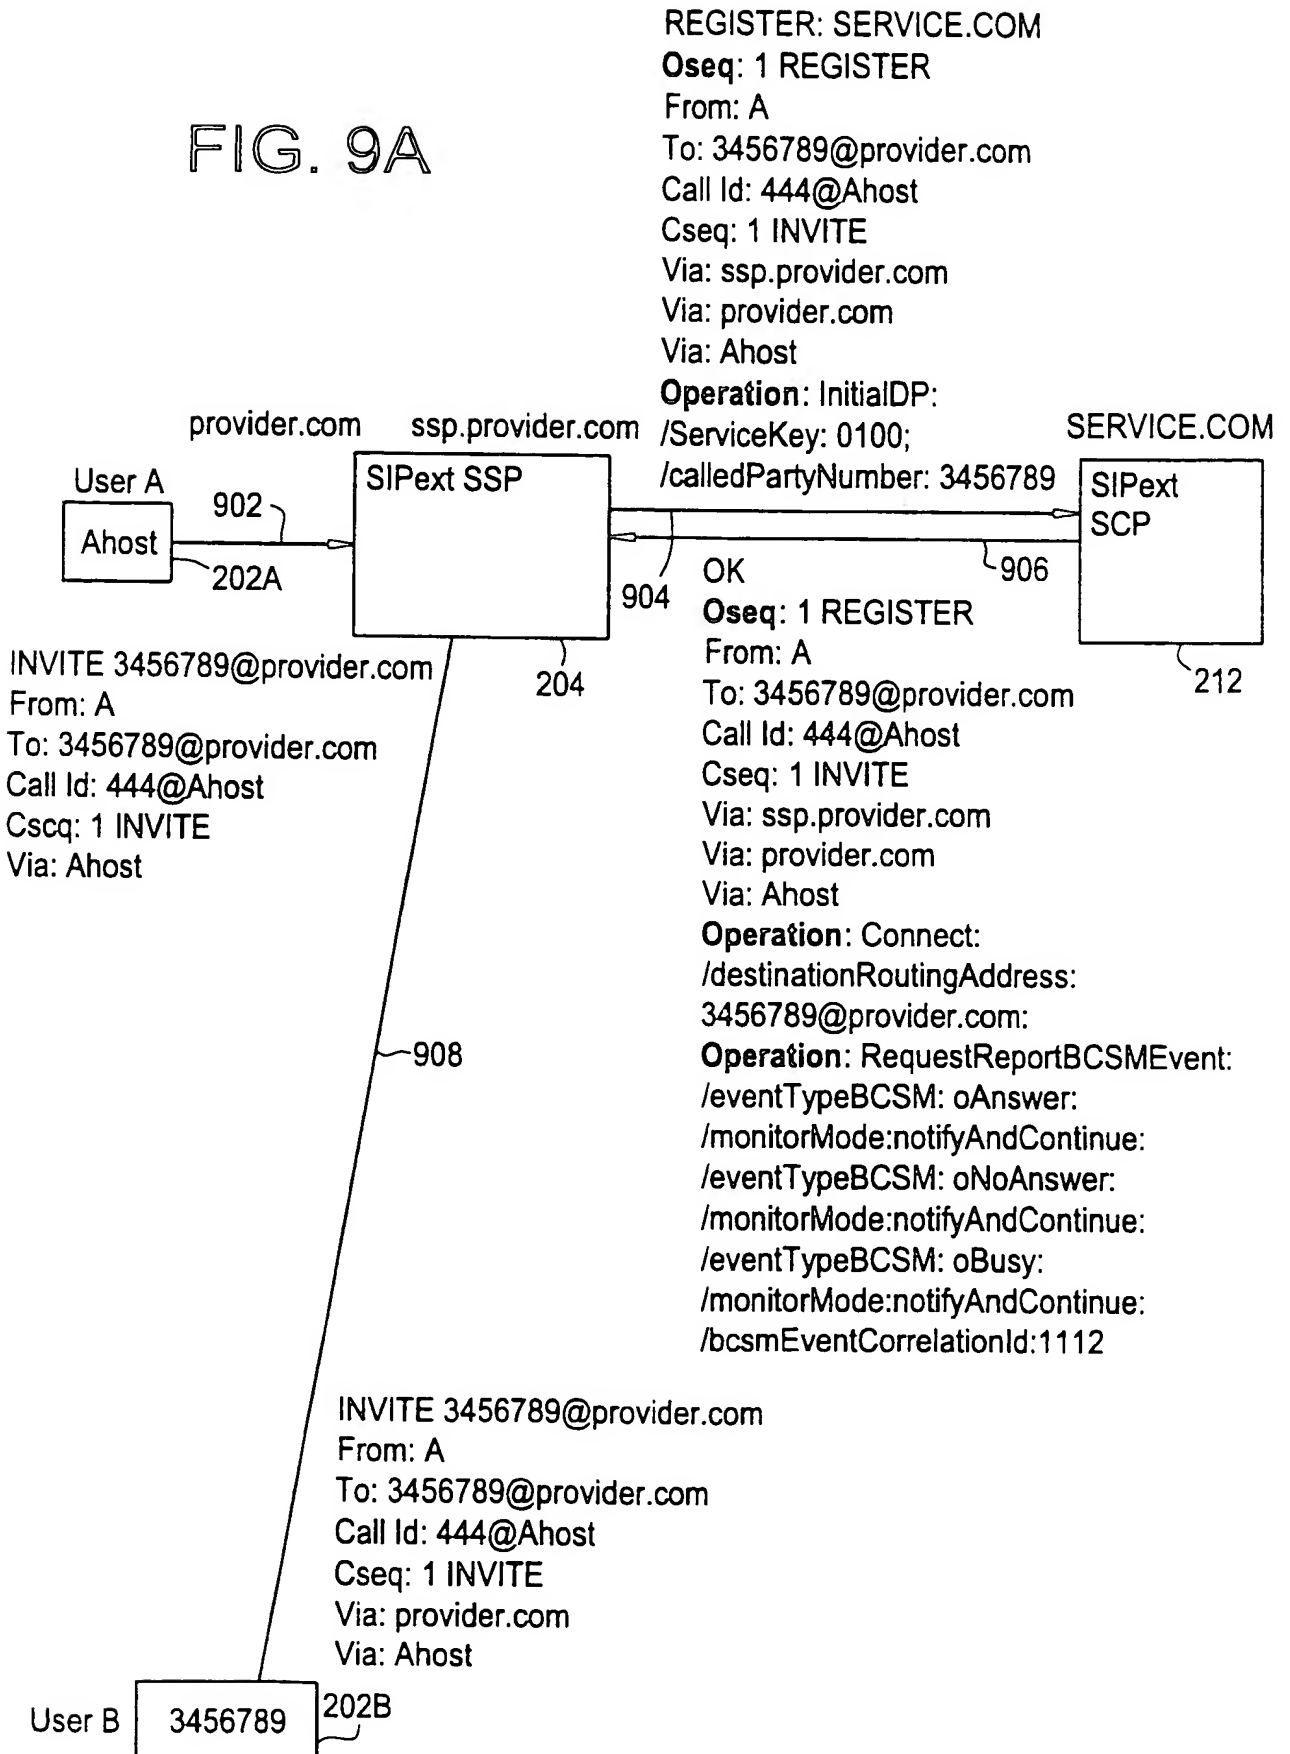 FIG. 9A
REGISTER: SERVICE.COM
Oseq: 1 REGISTER
From: A
To: 3456789@provider.com
Call Id: 444@Ahost
Cseq: 1 INVITE
Via: ssp.provider.com
Via: provider.com
Via: Ahost
Operation: InitialDP:
/ServiceKey: 0100;
/calledPartyNumber: 3456789
provider.com
ssp.provider.com
SERVICE.COM
User A
Ahost
202A
902
SIPext SSP
204
904
906
SIPext
SCP
212
INVITE 3456789@provider.com
From: A
To: 3456789@provider.com
Call Id: 444@Ahost
Cscq: 1 INVITE
Via: Ahost
OK
Oseq: 1 REGISTER
From: A
To: 3456789@provider.com
Call Id: 444@Ahost
Cseq: 1 INVITE
Via: ssp.provider.com
Via: provider.com
Via: Ahost
Operation: Connect:
/destinationRoutingAddress:
3456789@provider.com:
Operation: RequestReportBCSMEvent:
/eventTypeBCSM: oAnswer:
/monitorMode:notifyAndContinue:
/eventTypeBCSM: oNoAnswer:
/monitorMode:notifyAndContinue:
/eventTypeBCSM: oBusy:
/monitorMode:notifyAndContinue:
/bcsmEventCorrelationId:1112
908
INVITE 3456789@provider.com
From: A
To: 3456789@provider.com
Call Id: 444@Ahost
Cseq: 1 INVITE
Via: provider.com
Via: Ahost
User B
3456789
202B